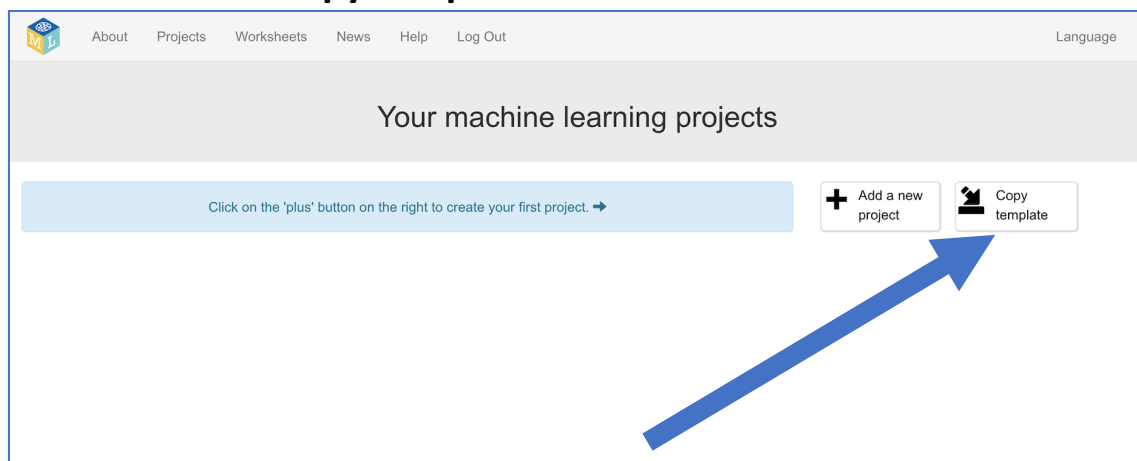 About Projects Worksheets News Help Log Out Language
Your machine learning projects
Click on the 'plus' button on the right to create your first project. ➔
Add a new
project
Copy
template